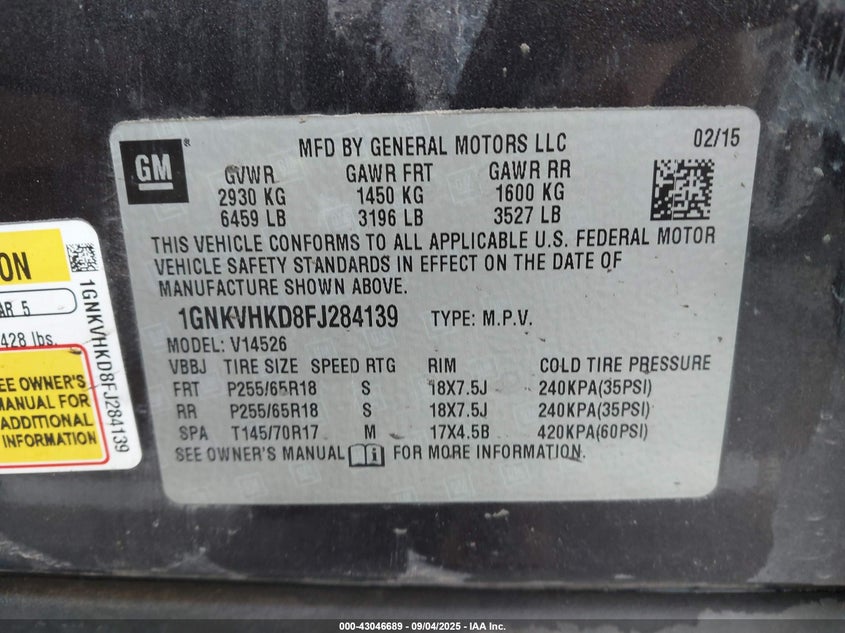 GM
®
MFD BY GENERAL MOTORS LLC
02/15
GVWR GAWR FRT GAWR RR
2930 KG 1450 KG 1600 KG
6459 LB 3196 LB 3527 LB
THIS VEHICLE CONFORMS TO ALL APPLICABLE U.S. FEDERAL MOTOR
VEHICLE SAFETY STANDARDS IN EFFECT ON THE DATE OF
MANUFACTURE SHOWN ABOVE.
1GNKVHKD8FJ284139 TYPE: M.P.V.
MODEL: V14526
VBBJ TIRE SIZE SPEED RTG RIM COLD TIRE PRESSURE
FRT P255/65R18 S 18X7.5J 240KPA(35PSI)
RR P255/65R18 S 18X7.5J 240KPA(35PSI)
SPA T145/70R17 M 17X4.5B 420KPA(60PSI)
SEE OWNER'S MANUAL FOR MORE INFORMATION.
ON
AR 5
428 lbs.
EE OWNER'S
MANUAL FOR
ADDITIONAL
INFORMATION
1GNKVHKD8FJ284139
000-43046689 - 09/04/2025 - IAA Inc.